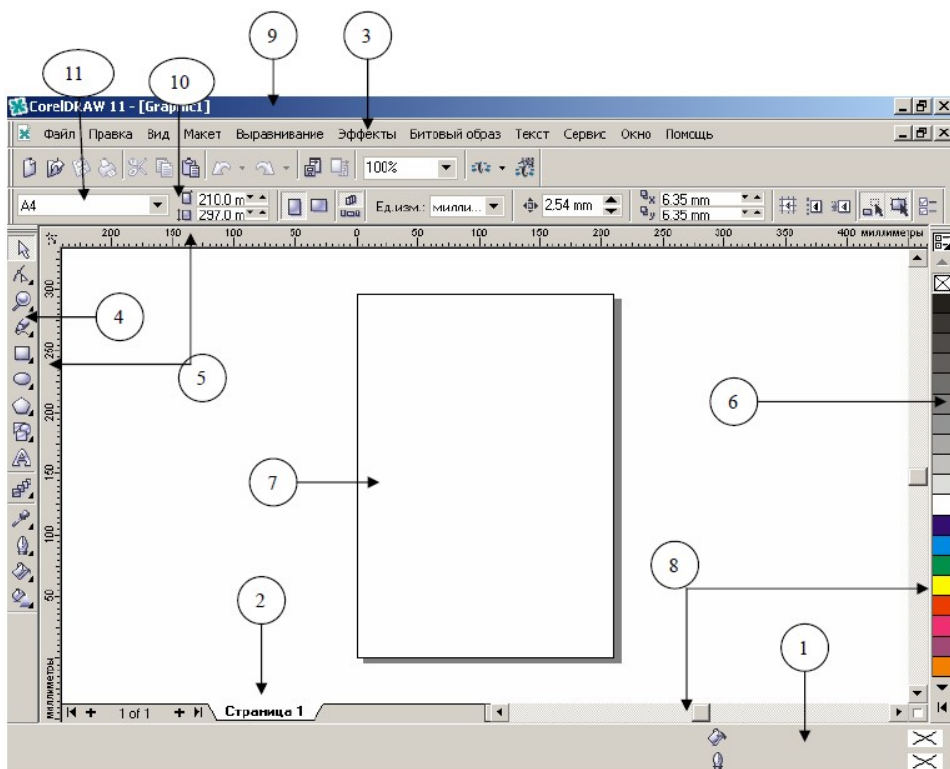 9
3
11
10
CorelDRAW 11 - [Graphic1]
Файл Правка Вид Макет Выравнивание Эффекты Битовый образ Текст Сервис Окно Помощь
100%
A4
210.0 m
297.0 m
Ед.изм.: милли...
2.54 mm
x 6.35 mm
y 6.35 mm
200 150 100 50 0 50 100 150 200 250 300 350 400 миллиметры
300
4
250
5
6
200
7
150
100
8
50
2
1
миллиметры
1 of 1
Страница 1